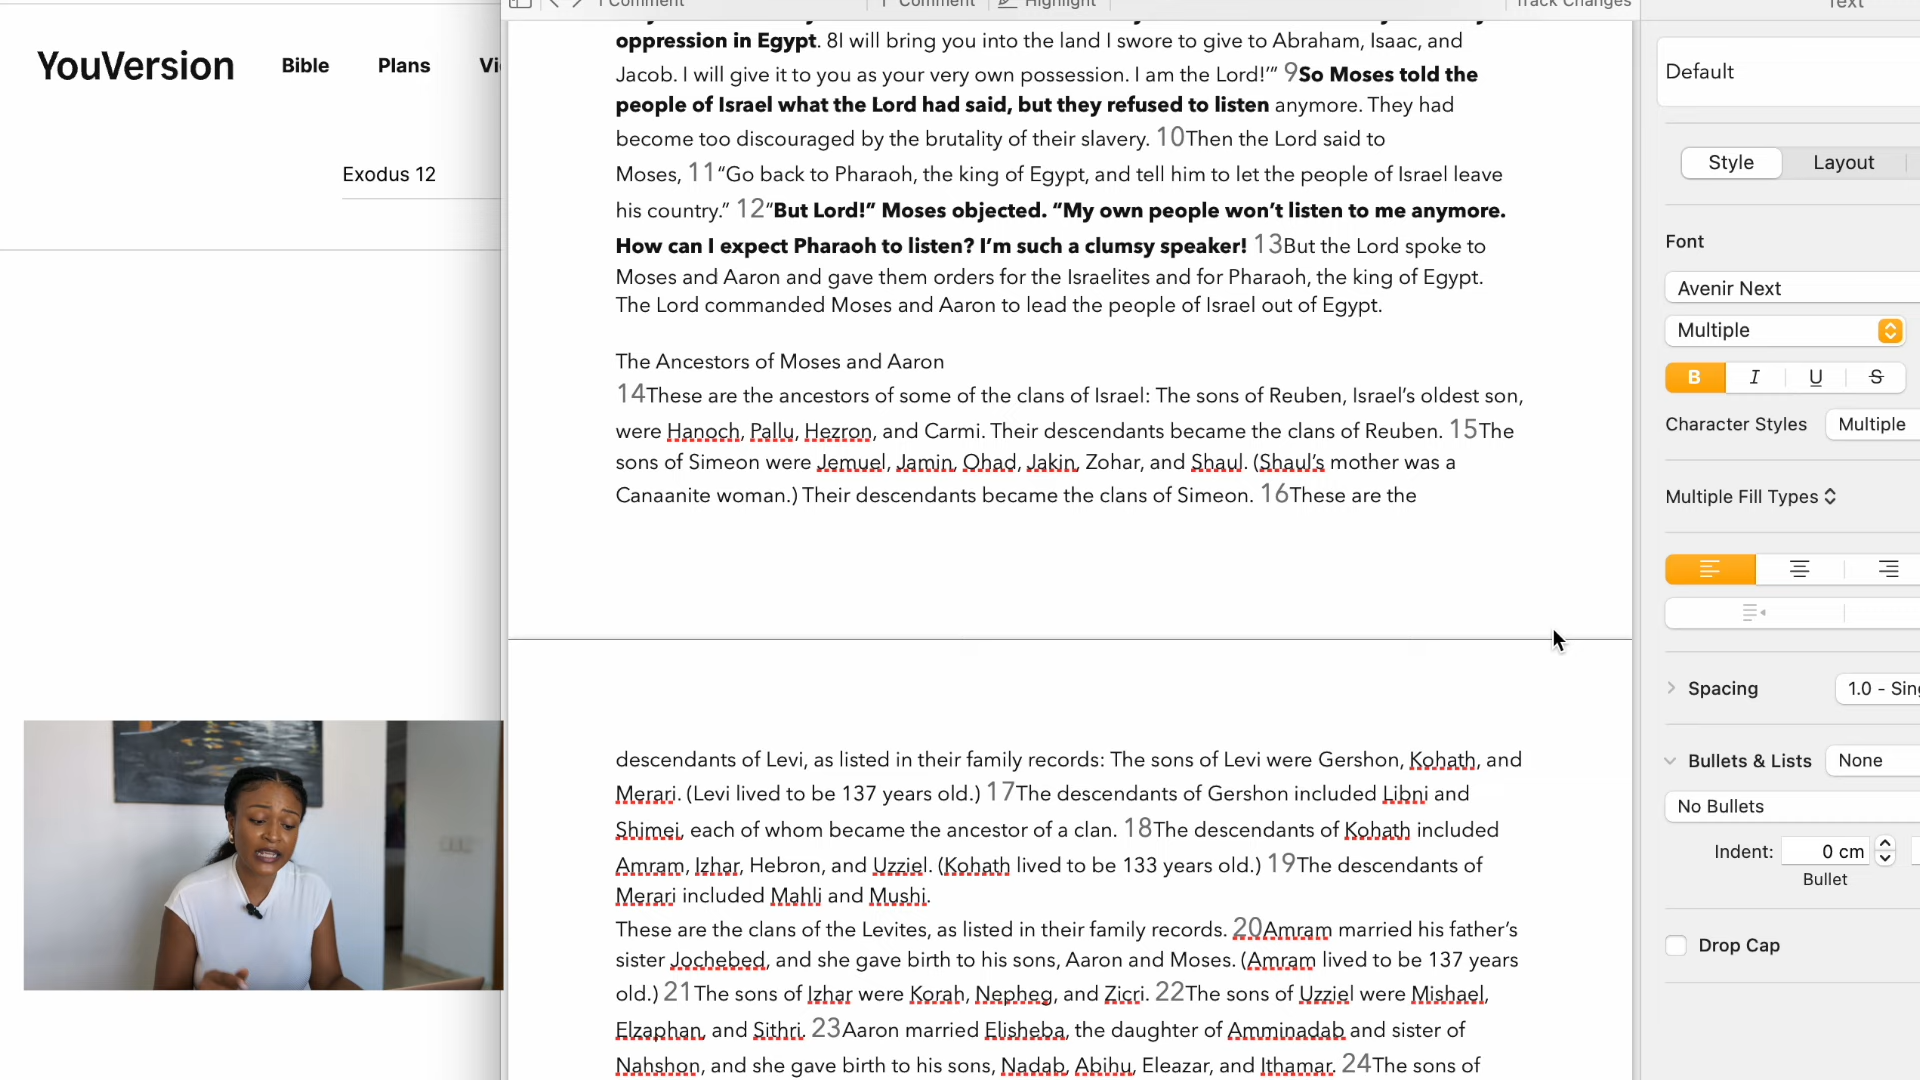 1 Comment
Comment
Highlight
Track Changes
Text
YouVersion
Bible
Plans
Exodus 12
oppression in Egypt. 8I will bring you into the land I swore to give to Abraham, Isaac, and
Jacob. I will give it to you as your very own possession. I am the Lord!’” 9So Moses told the
people of Israel what the Lord had said, but they refused to listen anymore. They had
become too discouraged by the brutality of their slavery. 10Then the Lord said to
Moses, 11“Go back to Pharaoh, the king of Egypt, and tell him to let the people of Israel leave
his country.” 12“But Lord!” Moses objected. “My own people won’t listen to me anymore.
How can I expect Pharaoh to listen? I’m such a clumsy speaker! 13But the Lord spoke to
Moses and Aaron and gave them orders for the Israelites and for Pharaoh, the king of Egypt.
The Lord commanded Moses and Aaron to lead the people of Israel out of Egypt.
The Ancestors of Moses and Aaron
14These are the ancestors of some of the clans of Israel: The sons of Reuben, Israel’s oldest son,
were Hanoch, Pallu, Hezron, and Carmi. Their descendants became the clans of Reuben. 15The
sons of Simeon were Jemuel, Jamin, Ohad, Jakin, Zohar, and Shaul. (Shaul’s mother was a
Canaanite woman.) Their descendants became the clans of Simeon. 16These are the
descendants of Levi, as listed in their family records: The sons of Levi were Gershon, Kohath, and
Merari. (Levi lived to be 137 years old.) 17The descendants of Gershon included Libni and
Shimei, each of whom became the ancestor of a clan. 18The descendants of Kohath included
Amram, Izhar, Hebron, and Uzziel. (Kohath lived to be 133 years old.) 19The descendants of
Merari included Mahli and Mushi.
These are the clans of the Levites, as listed in their family records. 20Amram married his father’s
sister Jochebed, and she gave birth to his sons, Aaron and Moses. (Amram lived to be 137 years
old.) 21The sons of Izhar were Korah, Nepheg, and Zicri. 22The sons of Uzziel were Mishael,
Elzaphan, and Sithri. 23Aaron married Elisheba, the daughter of Amminadab and sister of
Nahshon, and she gave birth to his sons, Nadab, Abihu, Eleazar, and Ithamar. 24The sons of
Default
Style
Layout
Font
Avenir Next
Multiple
B I U S
Character Styles
Multiple
Multiple Fill Types
Spacing
1.0 - Sin
Bullets & Lists
None
No Bullets
Indent:
0 cm
Bullet
Drop Cap